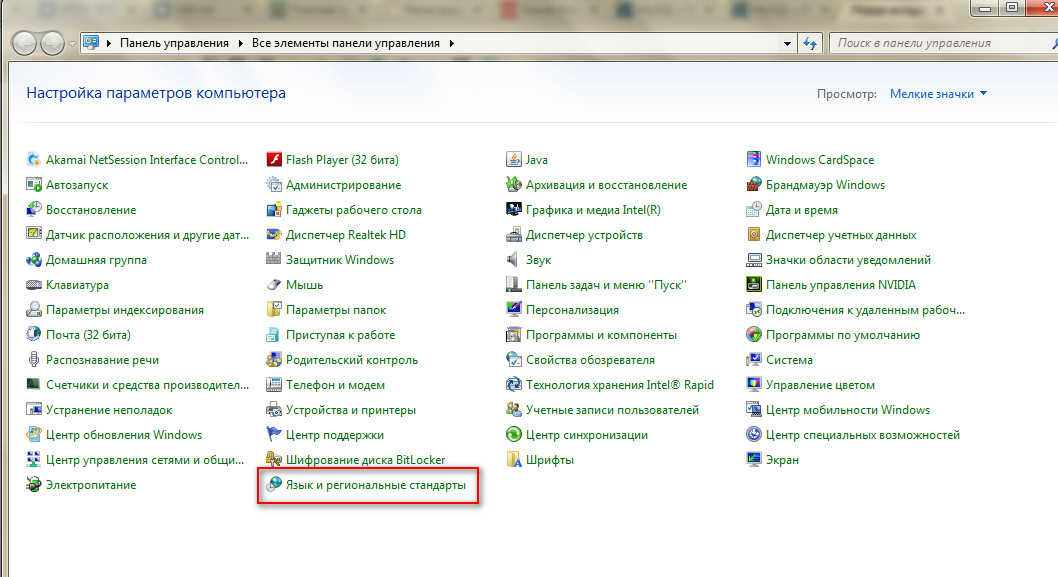 Панель управления Все элементы панели управления Поиск в панели управления
Настройка параметров компьютера
Просмотр: Мелкие значки
Akamai NetSession Interface Control... Flash Player (32 бита) Java Windows CardSpace
Автозапуск Администрирование Архивация и восстановление Брандмауэр Windows
Восстановление Гаджеты рабочего стола Графика и медиа Intel(R) Дата и время
Датчик расположения и другие дат... Диспетчер Realtek HD Диспетчер устройств Диспетчер учетных данных
Домашняя группа Защитник Windows Звук Значки области уведомлений
Клавиатура Мышь Панель задач и меню "Пуск" Панель управления NVIDIA
Параметры индексирования Параметры папок Персонализация Подключения к удаленным рабоч...
Почта (32 бита) Приступая к работе Программы и компоненты Программы по умолчанию
Распознавание речи Родительский контроль Свойства обозревателя Система
Счетчики и средства производител... Телефон и модем Технология хранения Intel® Rapid Управление цветом
Устранение неполадок Устройства и принтеры Учетные записи пользователей Центр мобильности Windows
Центр обновления Windows Центр поддержки Центр синхронизации Центр специальных возможностей
Центр управления сетями и общи... Шифрование диска BitLocker Шрифты Экран
Электропитание Язык и региональные стандарты